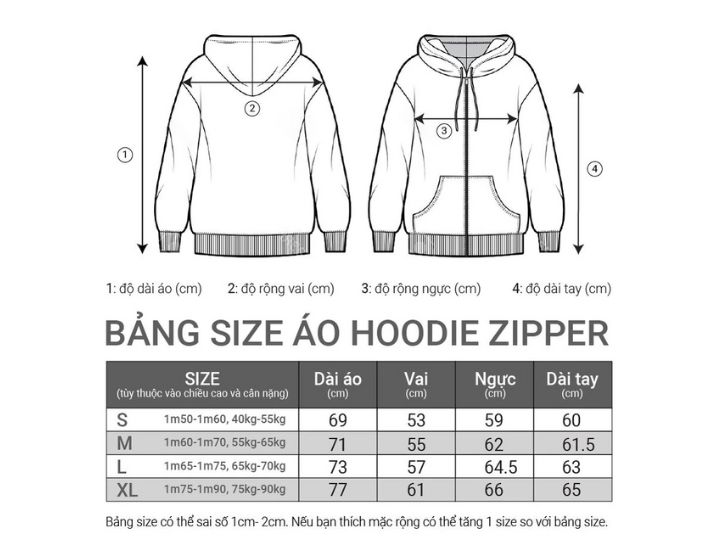 1
2
3
4
1: độ dài áo (cm) 2: độ rộng vai (cm) 3: độ rộng ngực (cm) 4: độ dài tay (cm)
BẢNG SIZE ÁO HOODIE ZIPPER
SIZE Dài áo Vai Ngực Dài tay
(tùy thuộc vào chiều cao và cân nặng) (cm) (cm) (cm) (cm)
S 1m50-1m60, 40kg-55kg 69 53 59 60
M 1m60-1m70, 55kg-65kg 71 55 62 61.5
L 1m65-1m75, 65kg-70kg 73 57 64.5 63
XL 1m75-1m90, 75kg-90kg 77 61 66 65
Bảng size có thể sai số 1cm- 2cm. Nếu bạn thích mặc rộng có thể tăng 1 size so với bảng size.